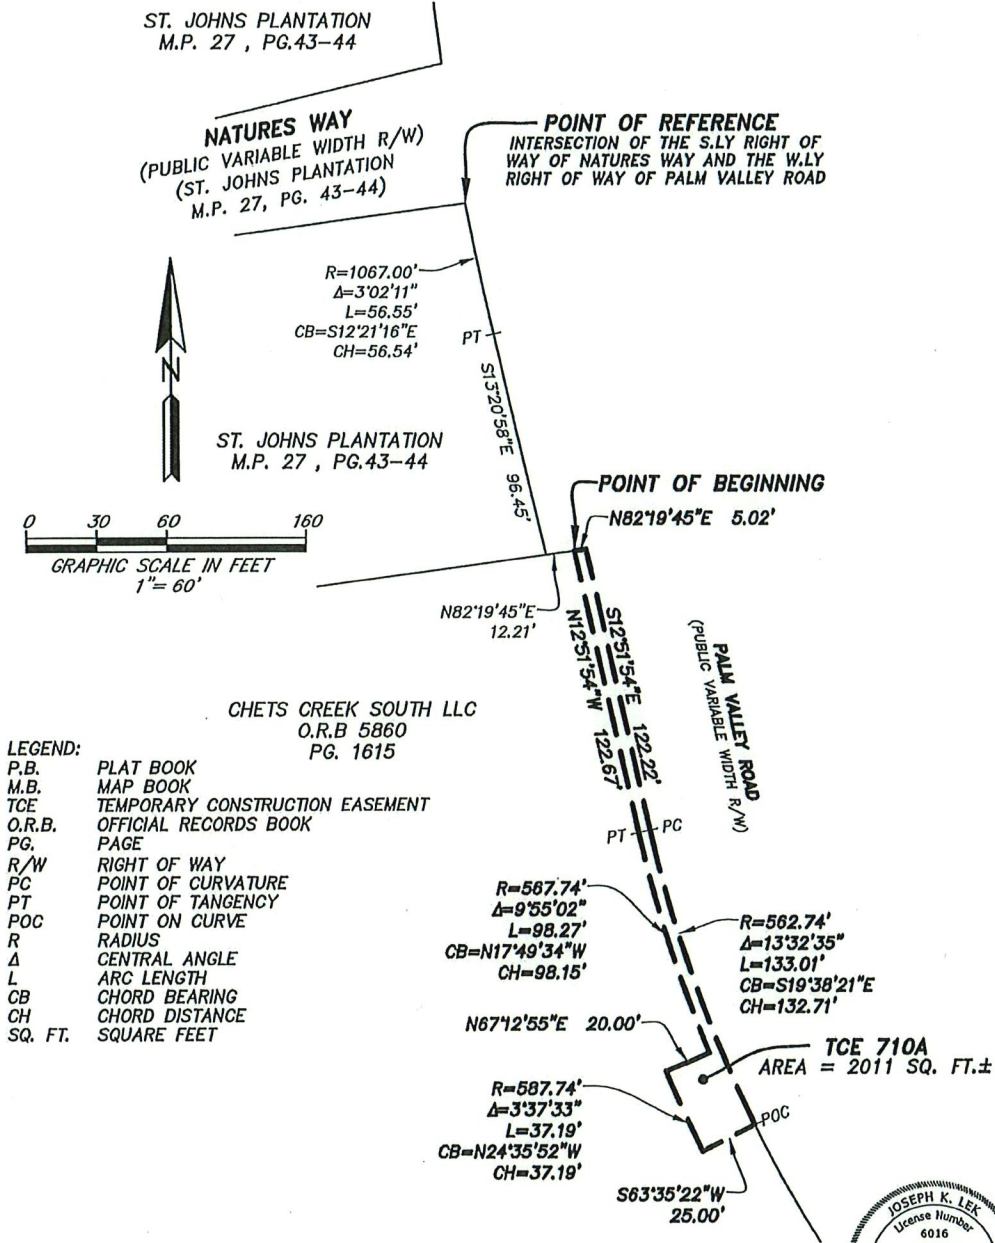 ST. JOHNS PLANTATION
M.P. 27 , PG.43-44
NATURES WAY
(PUBLIC VARIABLE WIDTH R/W)
(ST. JOHNS PLANTATION
M.P. 27, PG. 43-44)
POINT OF REFERENCE
INTERSECTION OF THE S.LY RIGHT OF
WAY OF NATURES WAY AND THE W.LY
RIGHT OF WAY OF PALM VALLEY ROAD
R=1067.00'
Δ=3°02'11"
L=56.55'
CB=S12°21'16"E
CH=56.54'
PT
S13°20'58"E 96.45'
N
ST. JOHNS PLANTATION
M.P. 27 , PG.43-44
POINT OF BEGINNING
N82°19'45"E 5.02'
0 30 60 160
GRAPHIC SCALE IN FEET
1"= 60'
N82°19'45"E
12.21'
N12°51'54"W 122.67'
S12°51'54"E 122.22'
PALM VALLEY ROAD
(PUBLIC VARIABLE WIDTH R/W)
CHETS CREEK SOUTH LLC
O.R.B 5860
PG. 1615
LEGEND:
P.B. PLAT BOOK
M.B. MAP BOOK
TCE TEMPORARY CONSTRUCTION EASEMENT
O.R.B. OFFICIAL RECORDS BOOK
PG. PAGE
R/W RIGHT OF WAY
PC POINT OF CURVATURE
PT POINT OF TANGENCY
POC POINT ON CURVE
R RADIUS
Δ CENTRAL ANGLE
L ARC LENGTH
CB CHORD BEARING
CH CHORD DISTANCE
SQ. FT. SQUARE FEET
PT PC
R=567.74'
Δ=9°55'02"
L=98.27'
CB=N17°49'34"W
CH=98.15'
R=562.74'
Δ=13°32'35"
L=133.01'
CB=S19°38'21"E
CH=132.71'
N67°12'55"E 20.00'
TCE 710A
AREA = 2011 SQ. FT.±
R=587.74'
Δ=3°37'33"
L=37.19'
CB=N24°35'52"W
CH=37.19'
POC
S63°35'22"W
25.00'
JOSEPH K. LEK
License Number
6016